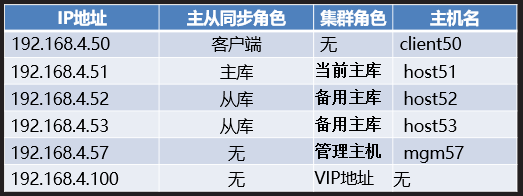 IP地址 主从同步角色 集群角色 主机名
192.168.4.50 客户端 无 client50
192.168.4.51 主库 当前主库 host51
192.168.4.52 从库 备用主库 host52
192.168.4.53 从库 备用主库 host53
192.168.4.57 无 管理主机 mgm57
192.168.4.100 无 VIP地址 无